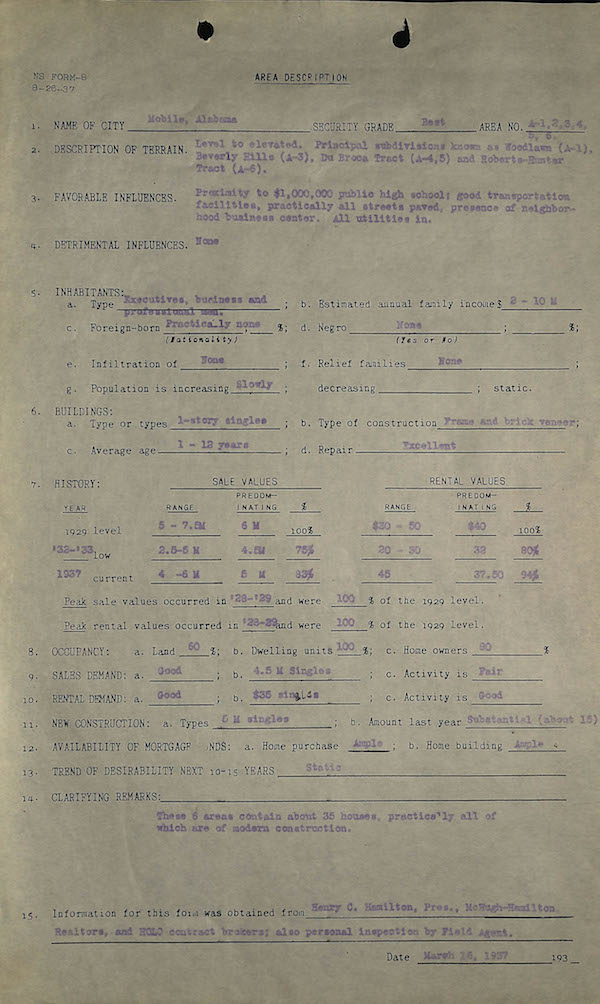 NS FORM-8
8-26-37
AREA DESCRIPTION
1. NAME OF CITY Mobile, Alabama SECURITY GRADE Best AREA NO. A-1,2,3,4, 5, 6.
2. DESCRIPTION OF TERRAIN. Level to elevated. Principal subdivisions known as Woodlawn (A-1),
Beverly Hills (A-3), Du Broca Tract (A-4,5) and Roberts-Hunter
Tract (A-6).
3. FAVORABLE INFLUENCES. Proximity to $1,000,000 public high school; good transportation
facilities, practically all streets paved, presence of neighbor-
hood business center. All utilities in.
4. DETRIMENTAL INFLUENCES. None
5. INHABITANTS:
a. Type Executives, business and professional men. ; b. Estimated annual family income $ 2 - 10 M
c. Foreign-born Practically none %; d. Negro None ; %;
(Nationality) (Yes or No)
e. Infiltration of None ; f. Relief families None ;
g. Population is increasing Slowly ; decreasing ; static.
6. BUILDINGS:
a. Type or types 1-story singles ; b. Type of construction Frame and brick veneer;
c. Average age 1 - 12 years ; d. Repair Excellent
7. HISTORY: SALE VALUES RENTAL VALUES
YEAR RANGE PREDOM-INATING % RANGE PREDOM-INATING %
1929 level 5 - 7.5M 6 M 100% $30 - 50 $40 100%
'32-'33 low 2.5-5 M 4.5M 75% 20 - 30 32 80%
1937 current 4 -6 M 5 M 83% 45 37.50 94%
Peak sale values occurred in '28-'29 and were 100 % of the 1929 level.
Peak rental values occurred in '28-29 and were 100 % of the 1929 level.
8. OCCUPANCY: a. Land 60 %; b. Dwelling units 100 %; c. Home owners 90 %
9. SALES DEMAND: a. Good ; b. 4.5 M Singles ; c. Activity is Fair
10. RENTAL DEMAND: a. Good ; b. $35 singles ; c. Activity is Good
11. NEW CONSTRUCTION: a. Types 5 M singles ; b. Amount last year Substantial (about 15)
12. AVAILABILITY OF MORTGAGE NDS: a. Home purchase Ample ; b. Home building Ample
13. TREND OF DESIRABILITY NEXT 10-15 YEARS Static
14. CLARIFYING REMARKS:
These 6 areas contain about 35 houses, practically all of
which are of modern construction.
15. Information for this form was obtained from Henry C. Hamilton, Pres., McHugh-Hamilton
Realtors, and HOLC contract brokers; also personal inspection by Field Agent.
Date March 16, 1937 193